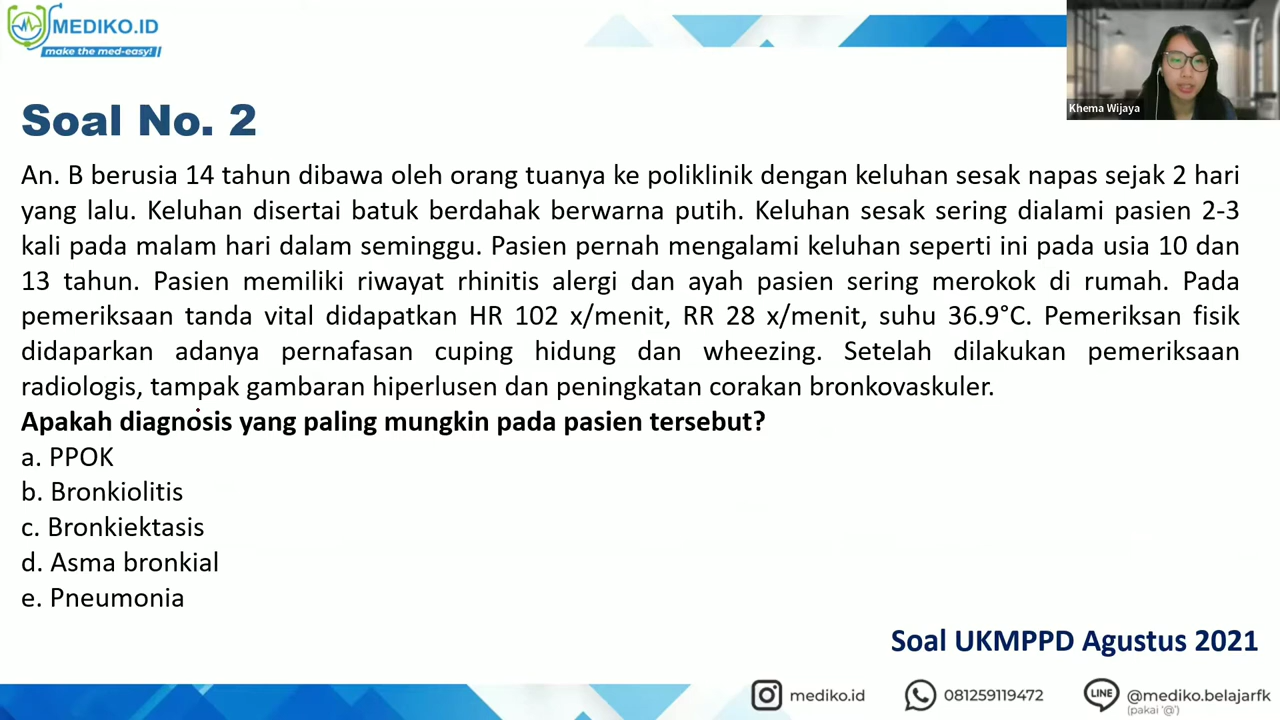 MEDIKO.ID
make the med-easy!
Khema Wijaya
Soal No. 2
An. B berusia 14 tahun dibawa oleh orang tuanya ke poliklinik dengan keluhan sesak napas sejak 2 hari
yang lalu. Keluhan disertai batuk berdahak berwarna putih. Keluhan sesak sering dialami pasien 2-3
kali pada malam hari dalam seminggu. Pasien pernah mengalami keluhan seperti ini pada usia 10 dan
13 tahun. Pasien memiliki riwayat rhinitis alergi dan ayah pasien sering merokok di rumah. Pada
pemeriksaan tanda vital didapatkan HR 102 x/menit, RR 28 x/menit, suhu 36.9°C. Pemeriksan fisik
didaparkan adanya pernafasan cuping hidung dan wheezing. Setelah dilakukan pemeriksaan
radiologis, tampak gambaran hiperlusen dan peningkatan corakan bronkovaskuler.
Apakah diagnosis yang paling mungkin pada pasien tersebut?
a. PPOK
b. Bronkiolitis
c. Bronkiektasis
d. Asma bronkial
e. Pneumonia
Soal UKMPPD Agustus 2021
mediko.id
081259119472
LINE
@mediko.belajarfk
(pakai '@')